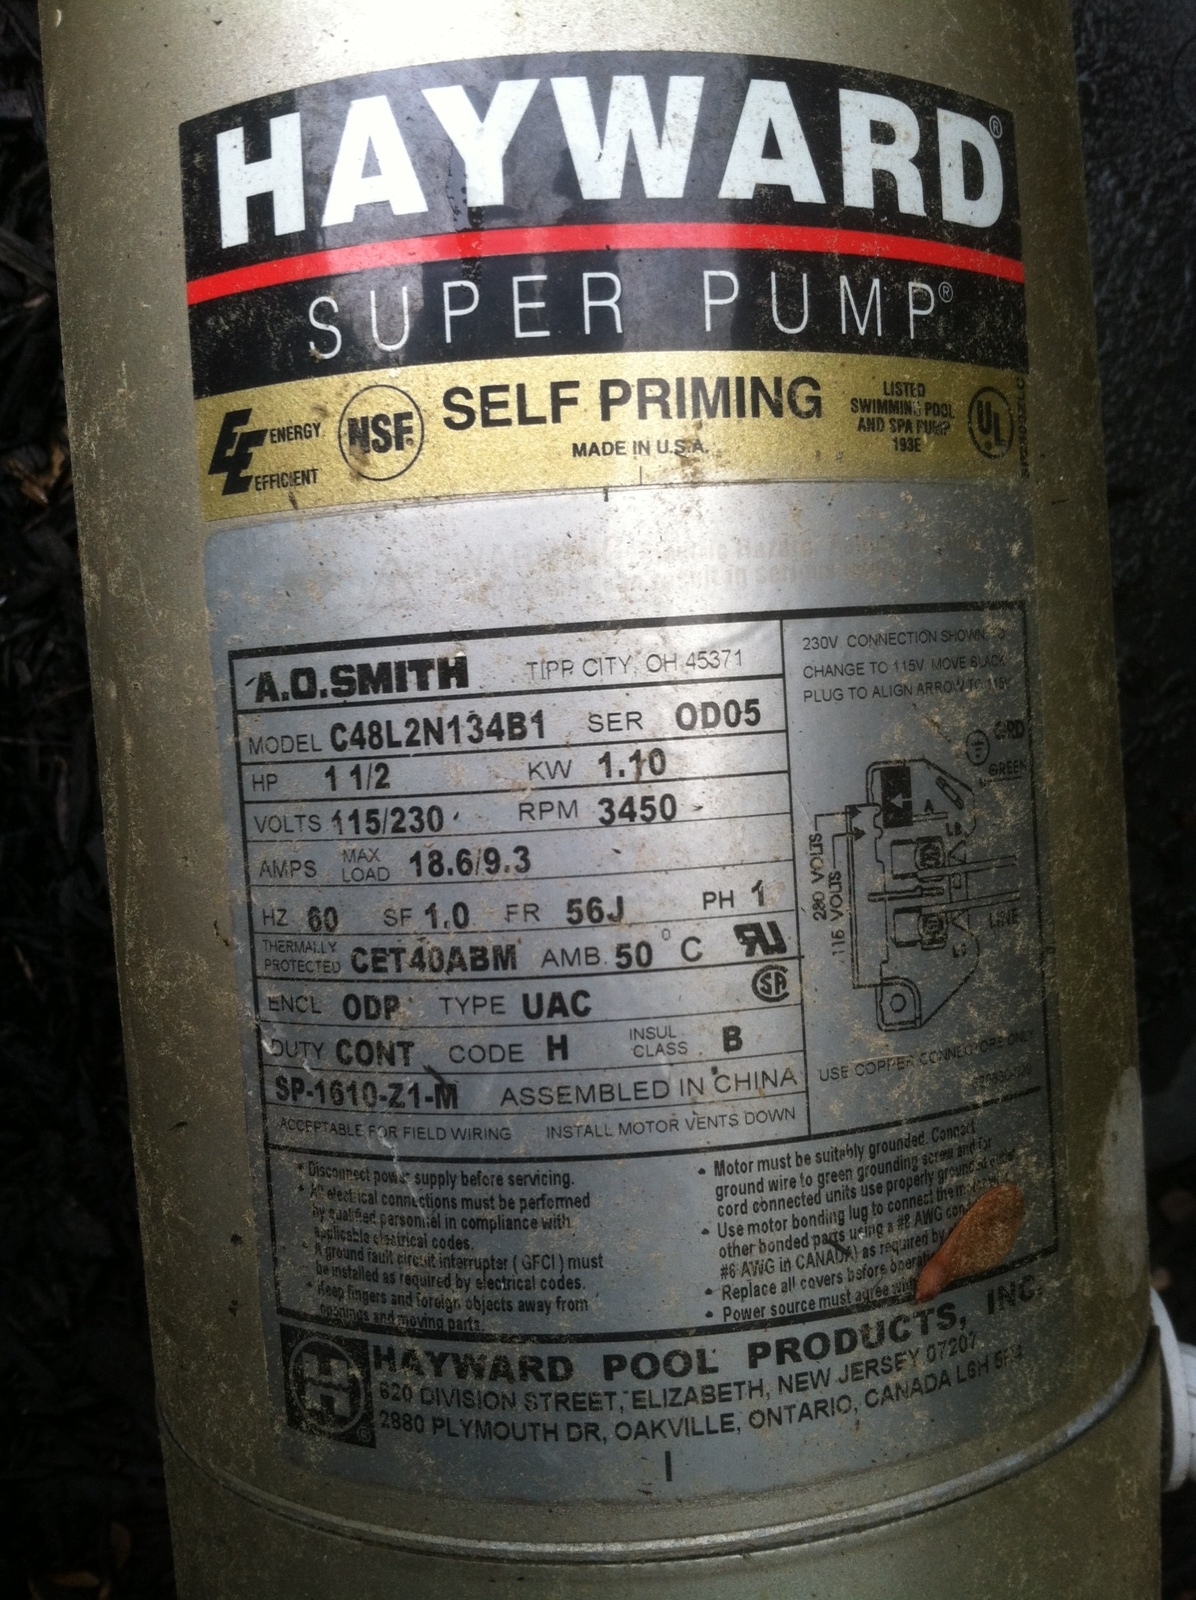 HAYWARD®
SUPER PUMP®
EE ENERGY EFFICIENT
NSF®
SELF PRIMING
MADE IN U.S.A.
LISTED
SWIMMING POOL
AND SPA PUMP
193E
UL
A.O.SMITH TIPP CITY, OH 45371
MODEL C48L2N134B1 SER OD05
HP 1 1/2 KW 1.10
VOLTS 115/230 RPM 3450
AMPS MAX LOAD 18.6/9.3
HZ 60 SF 1.0 FR 56J PH 1
THERMALLY PROTECTED CET40ABM AMB. 50°C
ENCL ODP TYPE UAC
DUTY CONT CODE H INSUL CLASS B
SP-1610-Z1-M ASSEMBLED IN CHINA
ACCEPTABLE FOR FIELD WIRING INSTALL MOTOR VENTS DOWN
230V CONNECTION SHOWN, TO
CHANGE TO 115V MOVE BLACK
PLUG TO ALIGN ARROW TO 115V
GRD
GREEN
A
LINE
VOLTS
VOLTS
USE COPPER CONNECTORS ONLY
• Disconnect power supply before servicing.
• All electrical connections must be performed
by qualified personnel in compliance with
applicable electrical codes.
• A ground fault circuit interrupter (GFCI) must
be installed as required by electrical codes.
• Keep fingers and foreign objects away from
openings and moving parts.
• Motor must be suitably grounded. Connect
ground wire to green grounding screw and for
cord connected units use properly grounded
• Use motor bonding lug to connect the motor
other bonded parts using a #8 AWG
#6 AWG in CANADA) as required by
• Replace all covers before
• Power source must agree with
HAYWARD POOL PRODUCTS, INC.
620 DIVISION STREET, ELIZABETH, NEW JERSEY 07207
2880 PLYMOUTH DR, OAKVILLE, ONTARIO, CANADA L6H